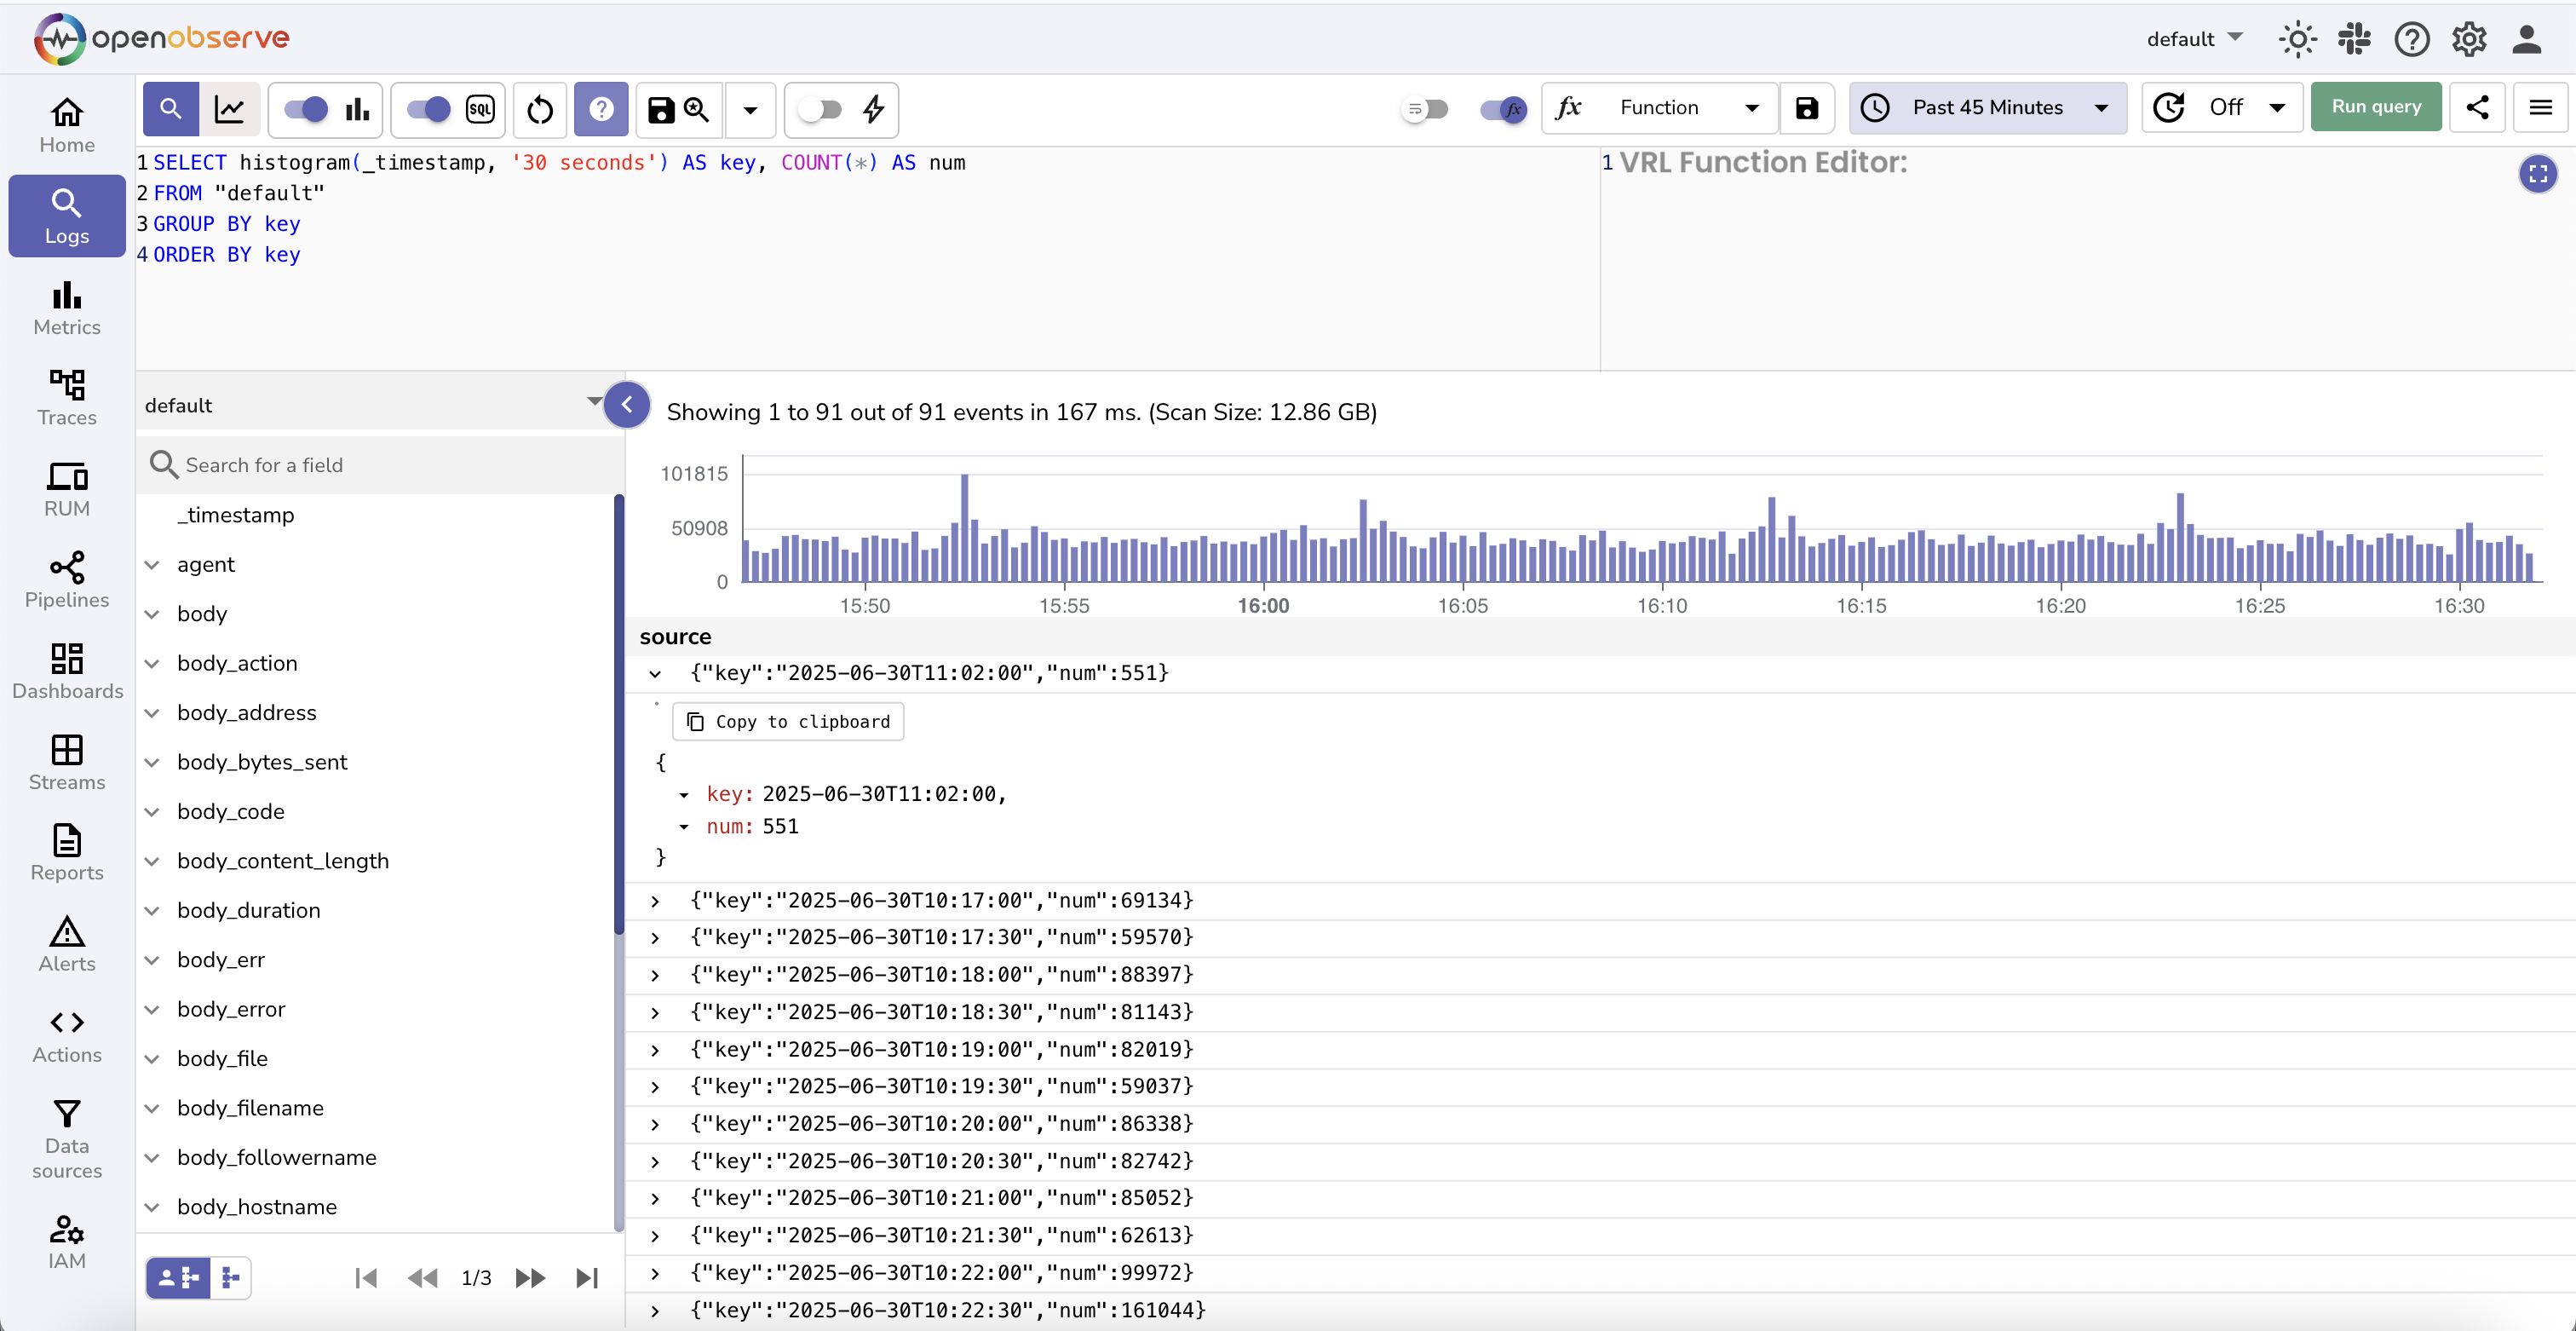 openobserve
default
Home
Logs
Metrics
Traces
RUM
Pipelines
Dashboards
Streams
Reports
Alerts
Actions
Data
sources
IAM
SQL
fx
fx Function
Past 45 Minutes
Off
Run query
1 SELECT histogram(_timestamp, '30 seconds') AS key, COUNT(*) AS num
2 FROM "default"
3 GROUP BY key
4 ORDER BY key
1 VRL Function Editor:
default
Search for a field
_timestamp
agent
body
body_action
body_address
body_bytes_sent
body_code
body_content_length
body_duration
body_err
body_error
body_file
body_filename
body_followername
body_hostname
1/3
Showing 1 to 91 out of 91 events in 167 ms. (Scan Size: 12.86 GB)
101815
50908
0
15:50 15:55 16:00 16:05 16:10 16:15 16:20 16:25 16:30
source
{"key":"2025-06-30T11:02:00","num":551}
Copy to clipboard
{
key: 2025-06-30T11:02:00,
num: 551
}
{"key":"2025-06-30T10:17:00","num":69134}
{"key":"2025-06-30T10:17:30","num":59570}
{"key":"2025-06-30T10:18:00","num":88397}
{"key":"2025-06-30T10:18:30","num":81143}
{"key":"2025-06-30T10:19:00","num":82019}
{"key":"2025-06-30T10:19:30","num":59037}
{"key":"2025-06-30T10:20:00","num":86338}
{"key":"2025-06-30T10:20:30","num":82742}
{"key":"2025-06-30T10:21:00","num":85052}
{"key":"2025-06-30T10:21:30","num":62613}
{"key":"2025-06-30T10:22:00","num":99972}
{"key":"2025-06-30T10:22:30","num":161044}